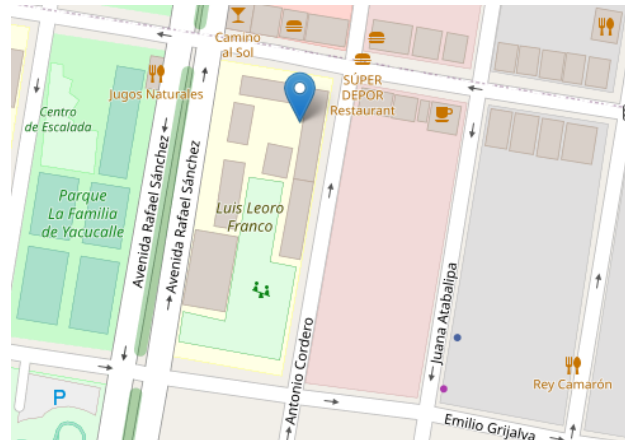 Camino
al Sol
SÚPER
DEPOR
Restaurant
Jugos Naturales
Centro
de Escalada
Parque
La Familia
de Yacucalle
Avenida Rafael Sánchez
Avenida Rafael Sánchez
Luis Leoro
Franco
Antonio Cordero
Juana Atabalipa
Rey Camarón
P
Emilio Grijalva